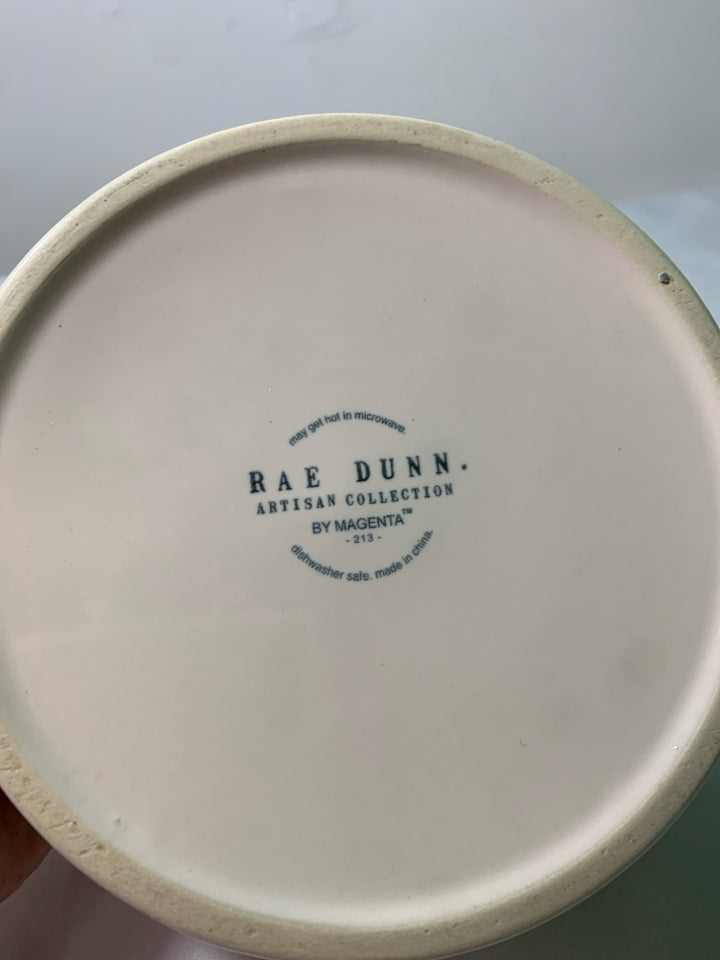 may get hot in microwave.
RAE DUNN.
ARTISAN COLLECTION
BY MAGENTA™
- 213 -
dishwasher safe. made in china.